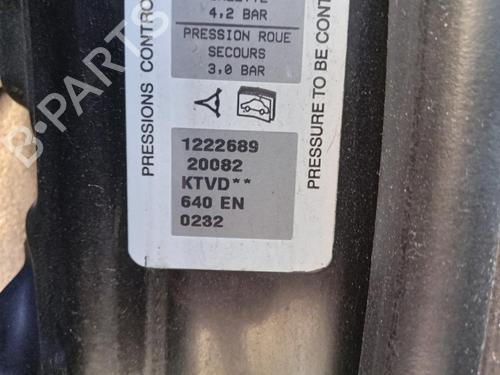 4,2 BAR
PRESSION ROUE
SECOURS
3,0 BAR
PRESSIONS CONTRO
PRESSURE TO BE CONT
1222689
20082
KTVD**
640 EN
0232
B-PARTS